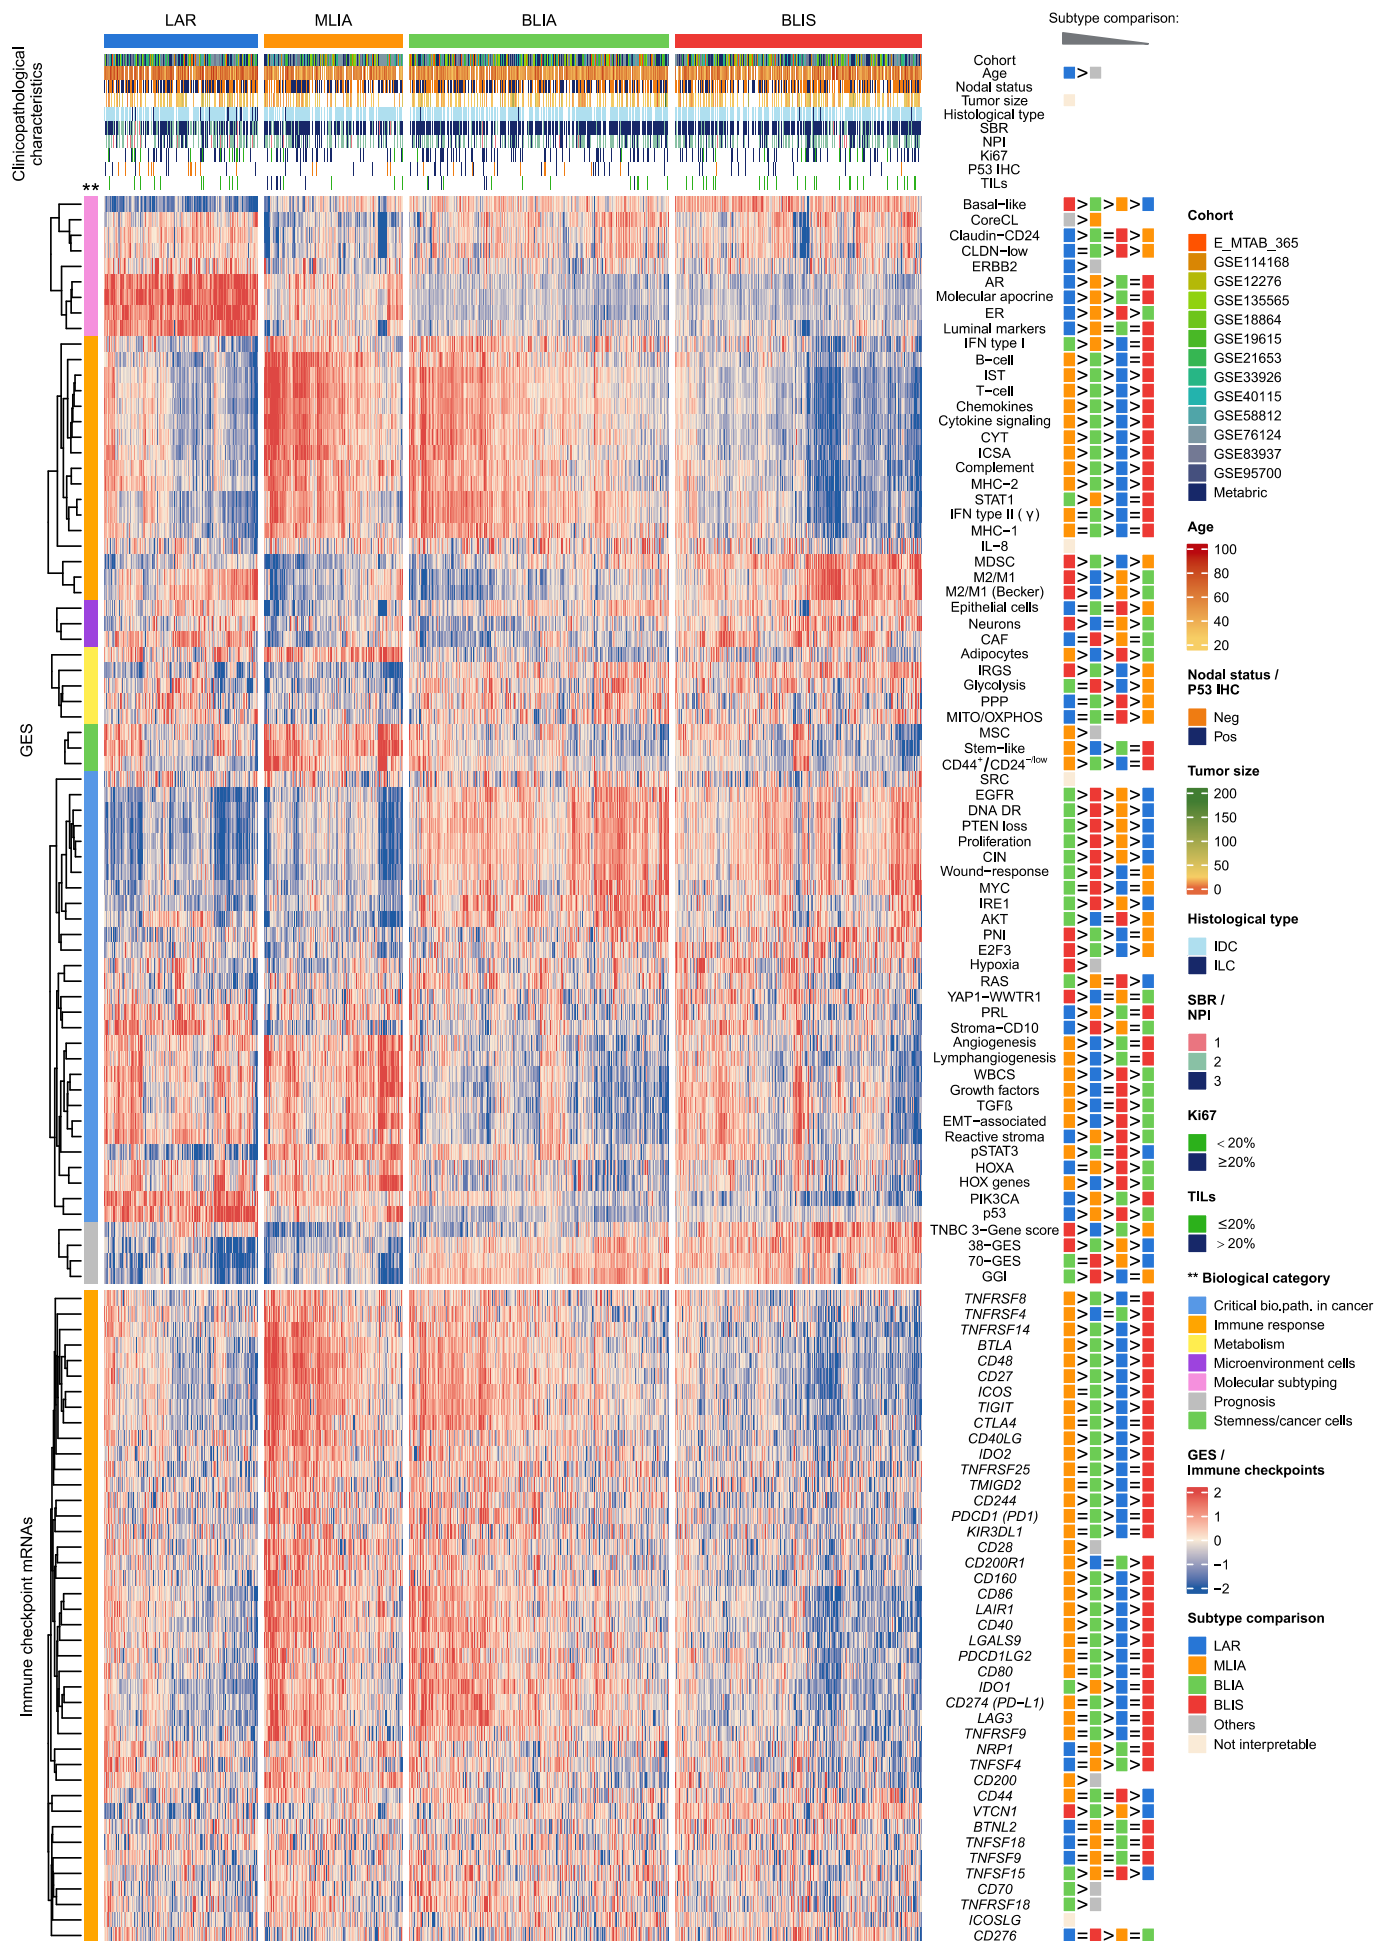 LAR
MLIA
BLIA
BLIS
Subtype comparison:
Clinicopathological
characteristics
Cohort
Age
>
Nodal status
Tumor size
Histological type
SBR
NPI
Ki67
P53 IHC
TILs
**
GES
Basal−like
> > >
CoreCL
>
Claudin−CD24
> = >
CLDN−low
= > >
ERBB2
>
AR
> > =
Molecular apocrine
> > =
ER
> > >
Luminal markers
> = =
IFN type I
> > =
B−cell
> > >
IST
> > >
T−cell
> > >
Chemokines
> > >
Cytokine signaling
> > >
CYT
> > >
ICSA
> > >
Complement
> > >
MHC−2
> > >
STAT1
> > =
IFN type II ( γ )
= > =
MHC−1
= > =
IL−8
MDSC
> > >
M2/M1
> > >
M2/M1 (Becker)
> > >
Epithelial cells
= = >
Neurons
> = >
CAF
= > =
Adipocytes
> > >
IRGS
> > >
Glycolysis
= > >
PPP
= > >
MITO/OXPHOS
= = >
MSC
>
Stem−like
> > =
CD44+/CD24−/low
> > =
SRC
EGFR
> > >
DNA DR
> > >
PTEN loss
> > >
Proliferation
> > >
CIN
> > >
Wound−response
> > =
MYC
= > =
IRE1
> > >
AKT
> = >
PNI
> > =
E2F3
> > >
Hypoxia
>
RAS
> = >
YAP1−WWTR1
> = =
PRL
> > =
Stroma−CD10
> > =
Angiogenesis
> > >
Lymphangiogenesis
> > >
WBCS
> > >
Growth factors
> = >
TGFß
> = >
EMT−associated
> > >
Reactive stroma
> > >
pSTAT3
> = >
HOXA
= > >
HOX genes
> > >
PIK3CA
> > >
p53
> > >
TNBC 3−Gene score
> > >
38−GES
> > >
70−GES
= > >
GGI
> > =
Immune checkpoint mRNAs
TNFRSF8
> > =
TNFRSF4
> = >
TNFRSF14
> > >
BTLA
> > >
CD48
> > >
CD27
> > >
ICOS
= > >
TIGIT
> > >
CTLA4
> > >
CD40LG
> > >
IDO2
> > >
TNFRSF25
= > =
TMIGD2
> > =
CD244
> > =
PDCD1 (PD1)
= > =
KIR3DL1
= > =
CD28
>
CD200R1
> = >
CD160
> > >
CD86
> > >
LAIR1
> > >
CD40
> > >
LGALS9
= > >
PDCD1LG2
= > >
CD80
> > =
IDO1
> > =
CD274 (PD−L1)
= > =
LAG3
= > =
TNFRSF9
= > =
NRP1
= > =
TNFSF4
= > >
CD200
>
CD44
= = >
VTCN1
> > >
BTNL2
= = =
TNFSF18
= = =
TNFSF9
= = =
TNFSF15
> = >
CD70
>
TNFRSF18
>
ICOSLG
CD276
= > =
Cohort
E_MTAB_365
GSE114168
GSE12276
GSE135565
GSE18864
GSE19615
GSE21653
GSE33926
GSE40115
GSE58812
GSE76124
GSE83937
GSE95700
Metabric
Age
100
80
60
40
20
Nodal status /
P53 IHC
Neg
Pos
Tumor size
200
150
100
50
0
Histological type
IDC
ILC
SBR /
NPI
1
2
3
Ki67
< 20%
≥20%
TILs
≤20%
> 20%
** Biological category
Critical bio.path. in cancer
Immune response
Metabolism
Microenvironment cells
Molecular subtyping
Prognosis
Stemness/cancer cells
GES /
Immune checkpoints
2
1
0
−1
−2
Subtype comparison
LAR
MLIA
BLIA
BLIS
Others
Not interpretable